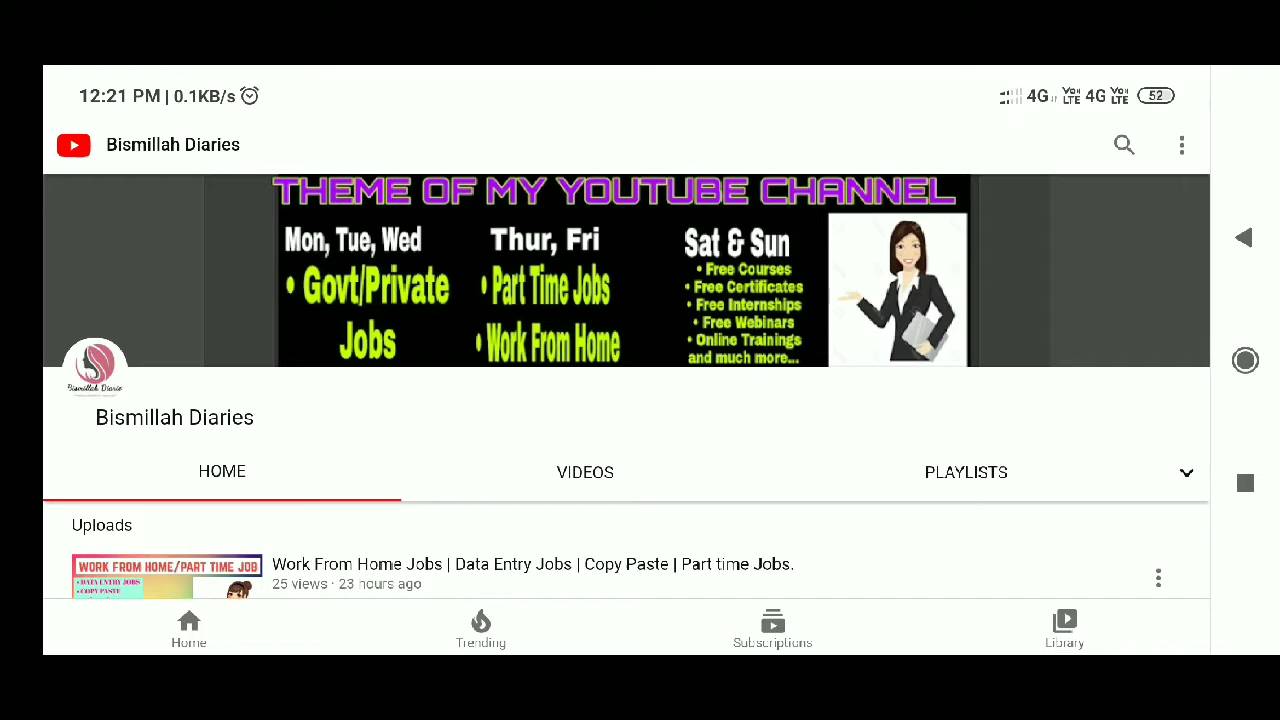 12:21 PM | 0.1KB/s 4G VoLTE 4G VoLTE 52
Bismillah Diaries
THEME OF MY YOUTUBE CHANNEL
Mon, Tue, Wed
• Govt/Private
Jobs
Thur, Fri
• Part Time Jobs
• Work From Home
Sat & Sun
• Free Courses
• Free Certificates
• Free Internships
• Free Webinars
• Online Trainings
and much more...
Bismillah Diarie
Bismillah Diaries
HOME VIDEOS PLAYLISTS
Uploads
WORK FROM HOME/PART TIME JOB
• DATA ENTRY JOBS
• COPY PASTE
Work From Home Jobs | Data Entry Jobs | Copy Paste | Part time Jobs.
25 views · 23 hours ago
Home Trending Subscriptions Library